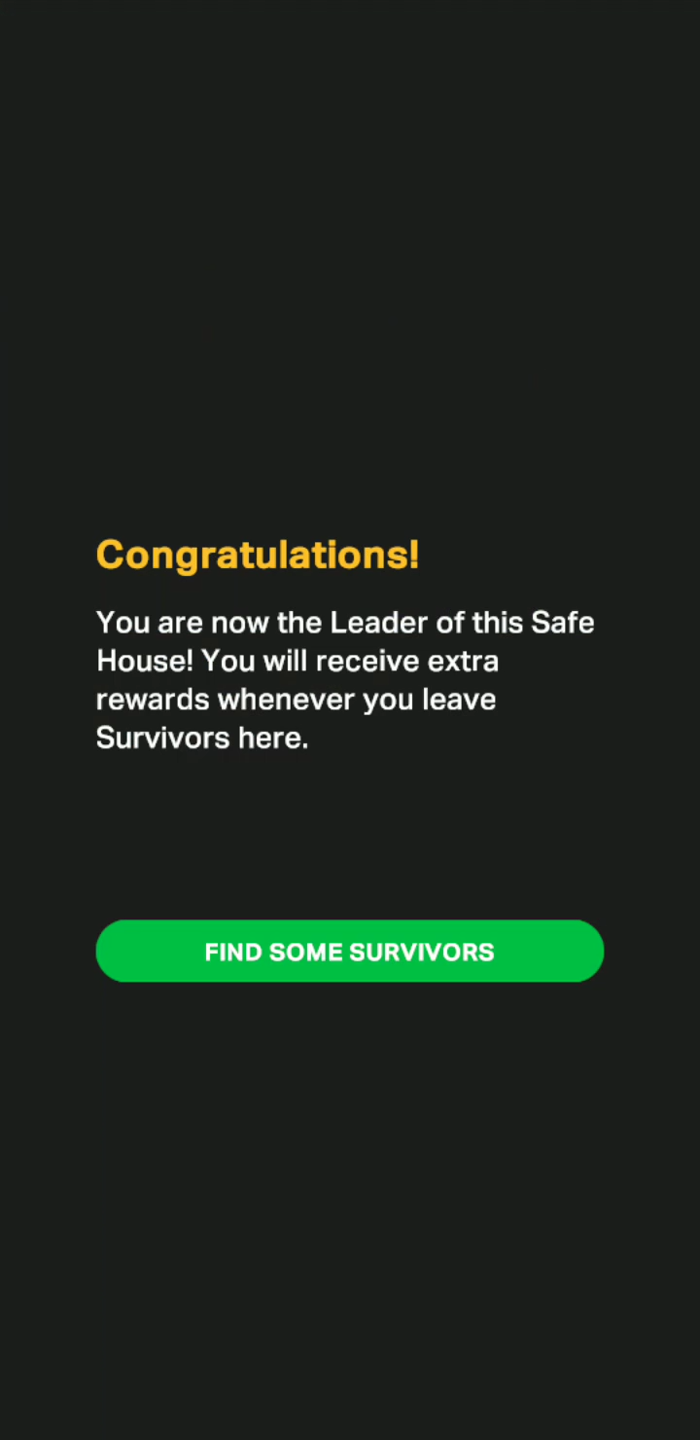 Congratulations!
You are now the Leader of this Safe
House! You will receive extra
rewards whenever you leave
Survivors here.
FIND SOME SURVIVORS